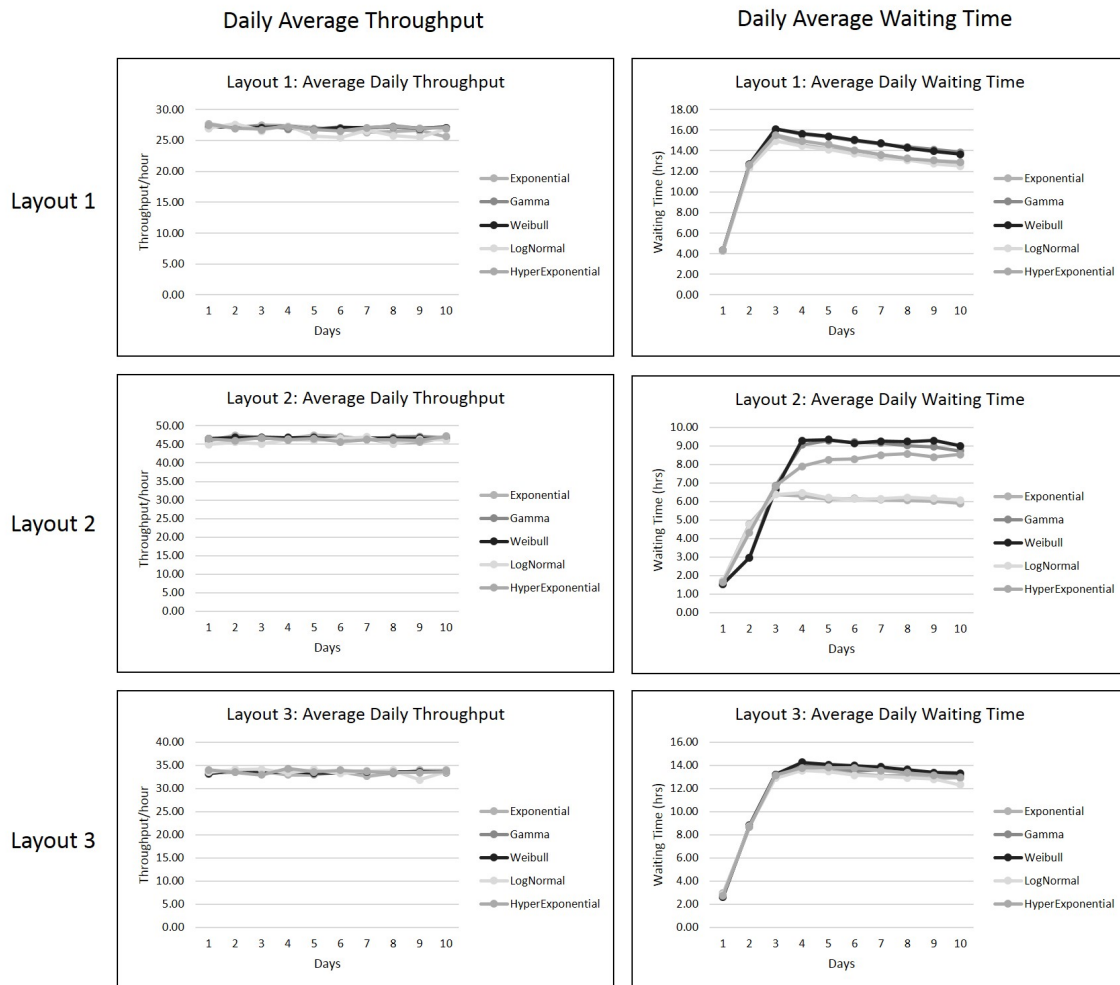 Daily Average Throughput
Daily Average Waiting Time
Layout 1
Layout 1: Average Daily Throughput
Throughput/hour
30.00
25.00
20.00
15.00
10.00
5.00
0.00
1 2 3 4 5 6 7 8 9 10
Days
Exponential
Gamma
Weibull
LogNormal
HyperExponential
Layout 1: Average Daily Waiting Time
Waiting Time (hrs)
18.00
16.00
14.00
12.00
10.00
8.00
6.00
4.00
2.00
0.00
1 2 3 4 5 6 7 8 9 10
Days
Exponential
Gamma
Weibull
LogNormal
HyperExponential
Layout 2
Layout 2: Average Daily Throughput
Throughput/hour
50.00
45.00
40.00
35.00
30.00
25.00
20.00
15.00
10.00
5.00
0.00
1 2 3 4 5 6 7 8 9 10
Days
Exponential
Gamma
Weibull
LogNormal
HyperExponential
Layout 2: Average Daily Waiting Time
Waiting Time (hrs)
10.00
9.00
8.00
7.00
6.00
5.00
4.00
3.00
2.00
1.00
0.00
1 2 3 4 5 6 7 8 9 10
Days
Exponential
Gamma
Weibull
LogNormal
HyperExponential
Layout 3
Layout 3: Average Daily Throughput
Throughput/hour
40.00
35.00
30.00
25.00
20.00
15.00
10.00
5.00
0.00
1 2 3 4 5 6 7 8 9 10
Days
Exponential
Gamma
Weibull
LogNormal
HyperExponential
Layout 3: Average Daily Waiting Time
Waiting Time (hrs)
16.00
14.00
12.00
10.00
8.00
6.00
4.00
2.00
0.00
1 2 3 4 5 6 7 8 9 10
Days
Exponential
Gamma
Weibull
LogNormal
HyperExponential